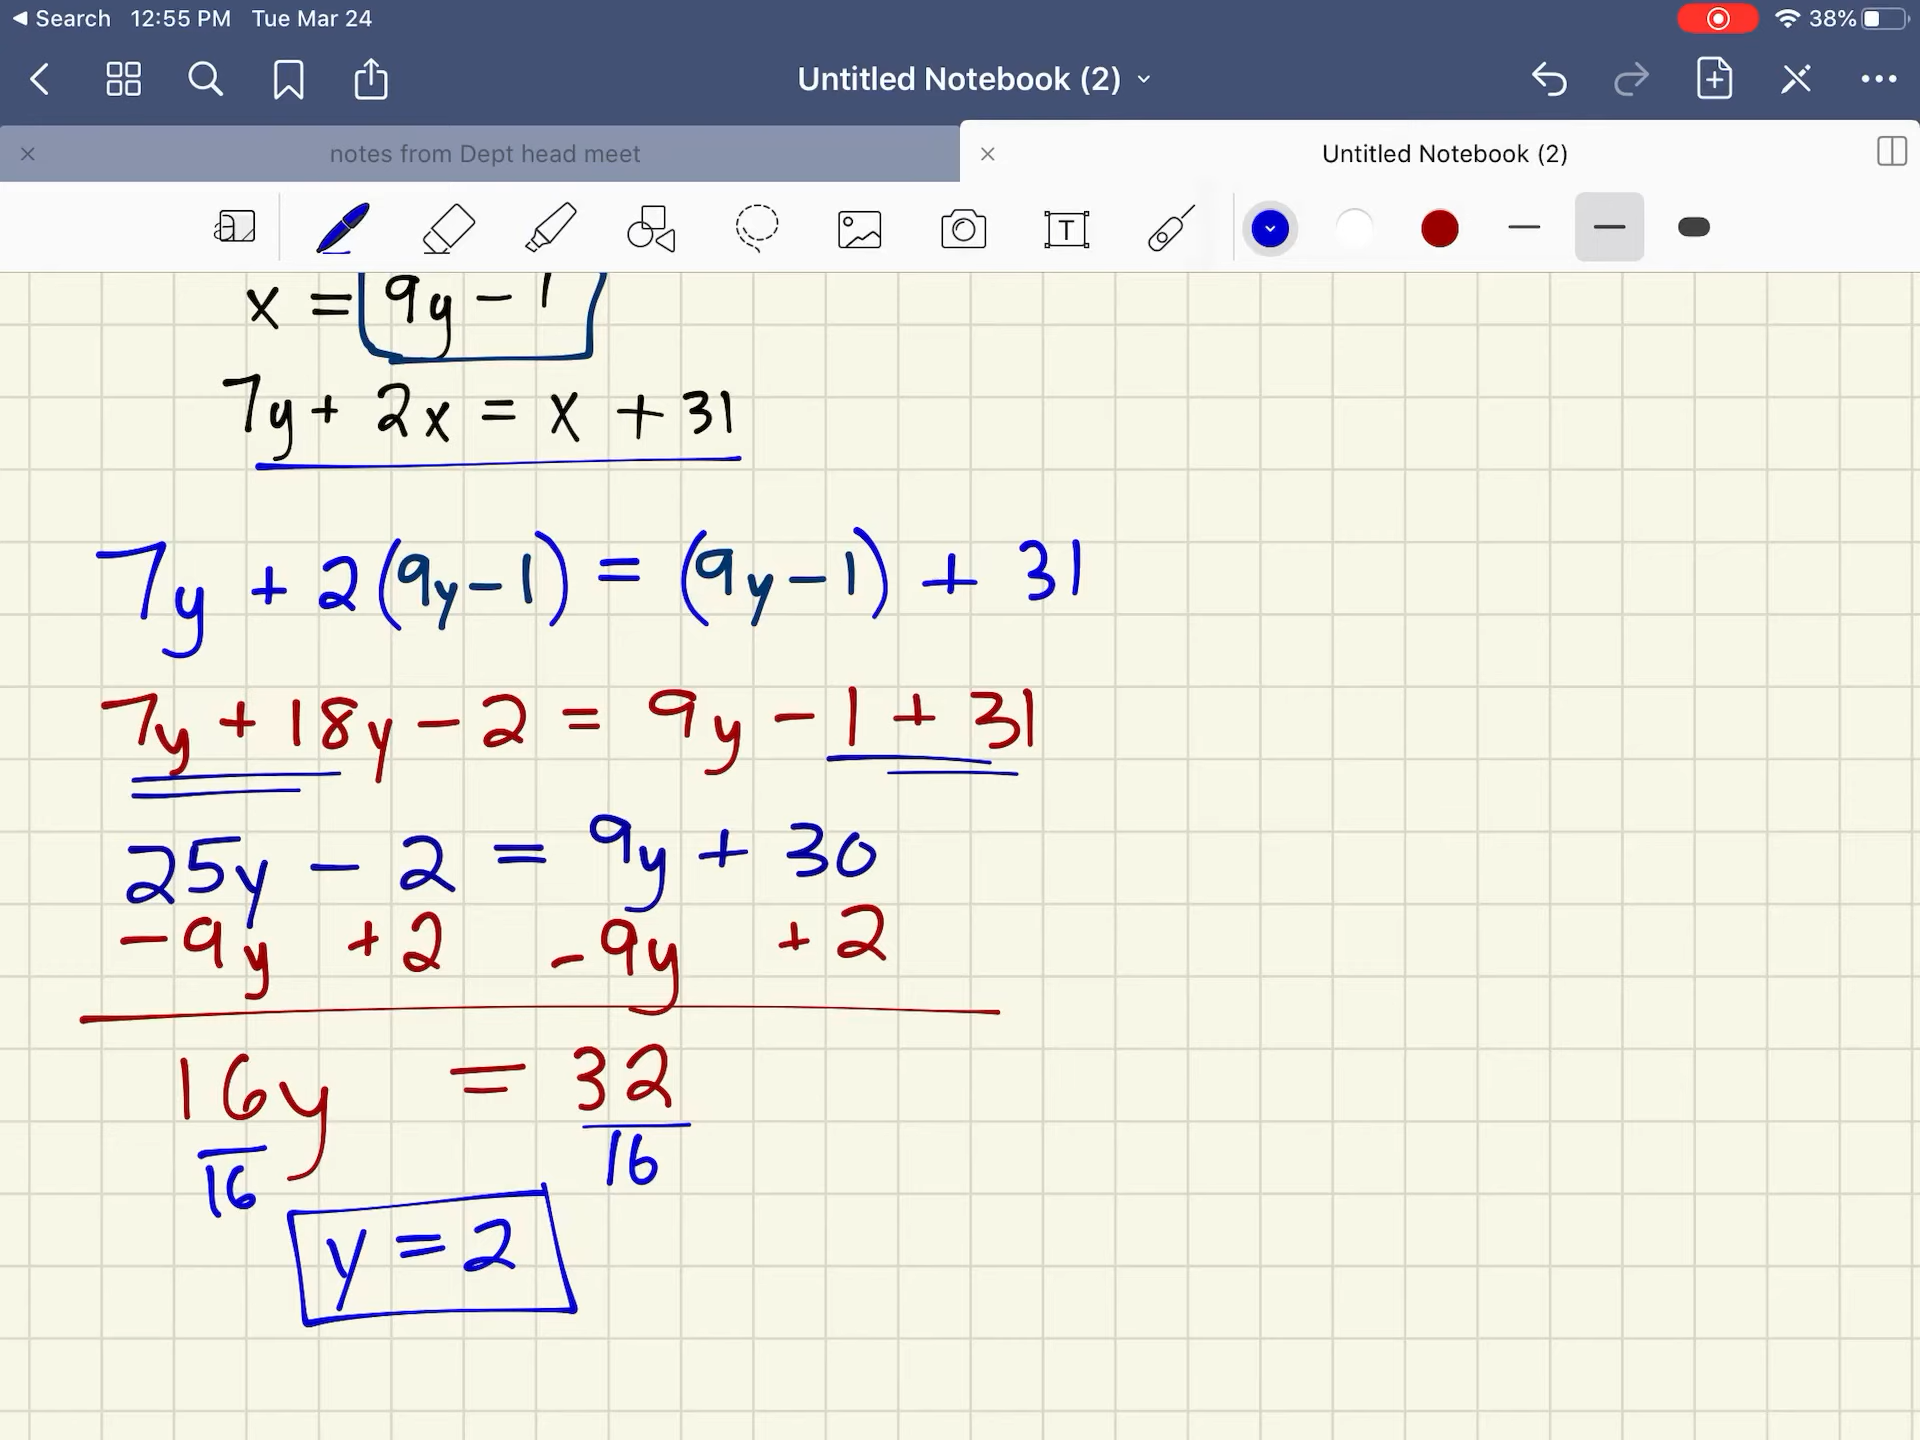 Search 12:55 PM Tue Mar 24 38%
Untitled Notebook (2)
notes from Dept head meet Untitled Notebook (2)
T
x = 9y - 1
7y + 2x = x + 31
7y + 2(9y-1) = (9y-1) + 31
7y + 18y - 2 = 9y - 1 + 31
25y - 2 = 9y + 30
-9y +2 -9y +2
16y = 32
16 16
y = 2